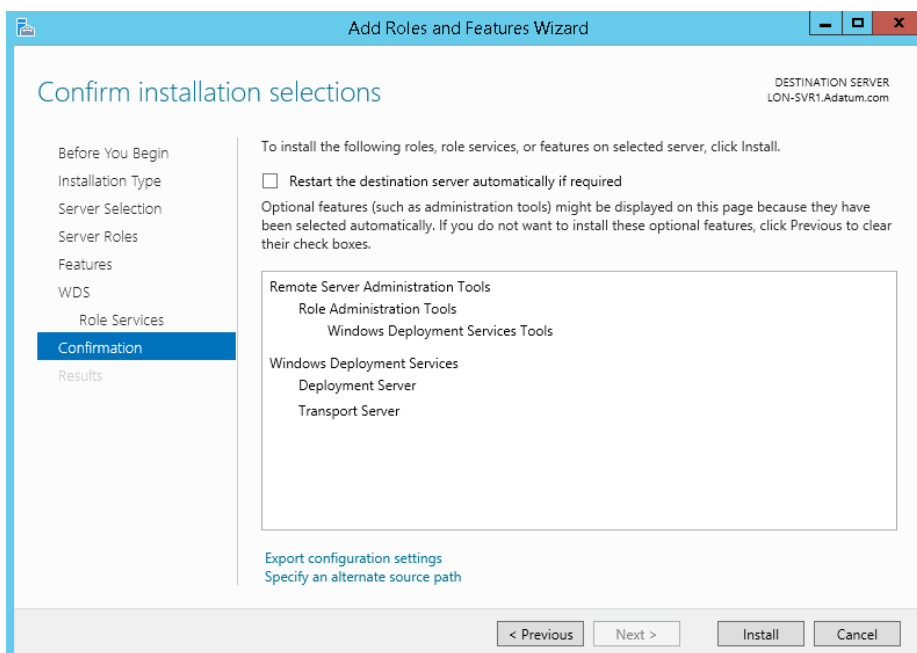 Add Roles and Features Wizard
Confirm installation selections
DESTINATION SERVER
LON-SVR1.Adatum.com
Before You Begin
Installation Type
Server Selection
Server Roles
Features
WDS
Role Services
Confirmation
Results
To install the following roles, role services, or features on selected server, click Install.
Restart the destination server automatically if required
Optional features (such as administration tools) might be displayed on this page because they have
been selected automatically. If you do not want to install these optional features, click Previous to clear
their check boxes.
Remote Server Administration Tools
Role Administration Tools
Windows Deployment Services Tools
Windows Deployment Services
Deployment Server
Transport Server
Export configuration settings
Specify an alternate source path
< Previous
Next >
Install
Cancel